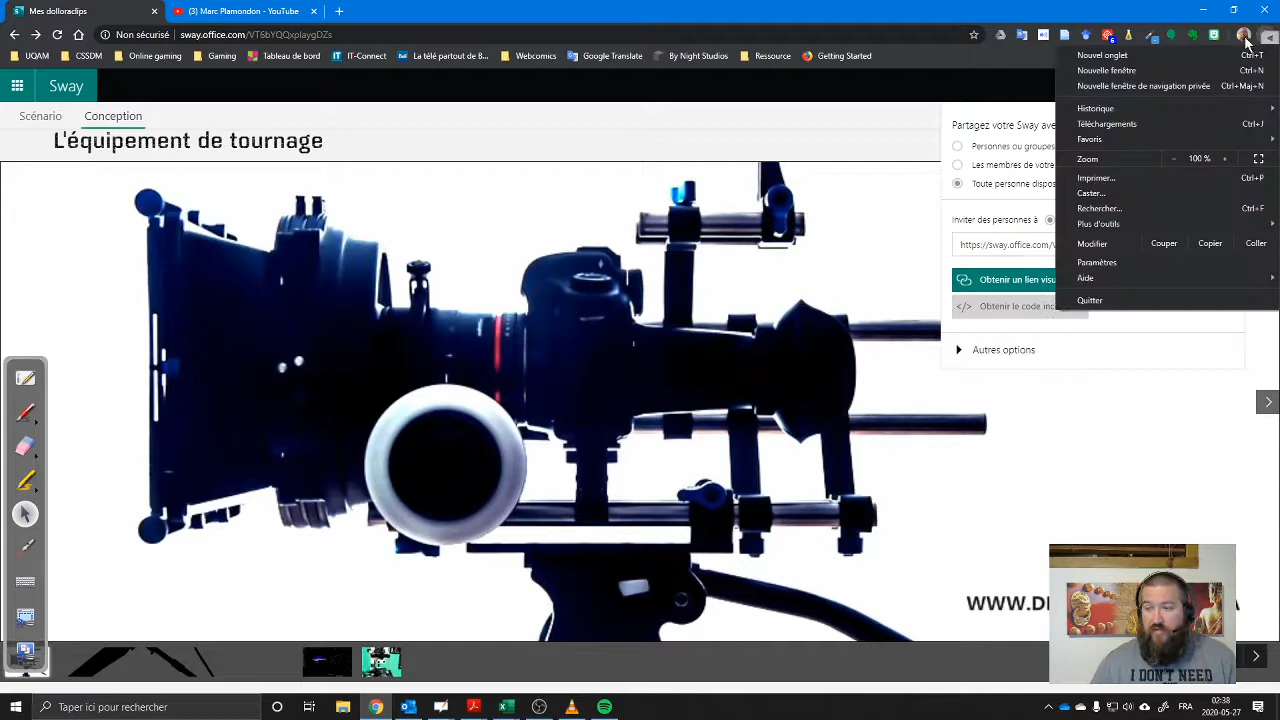 Mes dolloraclips
(3) Marc Plamondon - YouTube
Non sécurisé | sway.office.com/VT6bYQQxplaygDZs
UQAM
CSSDM
Online gaming
Gaming
Tableau de bord
IT-Connect
La télé partout de B...
Webcomics
Google Translate
By Night Studios
Ressource
Getting Started
Sway
Scénario
Conception
L'équipement de tournage
Partagez votre Sway ave
Personnes ou groupes
Les membres de votre
Toute personne dispos
Inviter des personnes à
https://sway.office.com/V
Obtenir un lien visu
Obtenir le code inc
Autres options
Nouvel onglet Ctrl+T
Nouvelle fenêtre Ctrl+N
Nouvelle fenêtre de navigation privée Ctrl+Maj+N
Historique
Téléchargements Ctrl+J
Favoris
Zoom - 100 % +
Imprimer... Ctrl+P
Caster...
Rechercher... Ctrl+F
Plus d'outils
Modifier Couper Copier Coller
Paramètres
Aide
Quitter
I DON'T NEED
Taper ici pour rechercher
FRA
02:38
2020-05-27